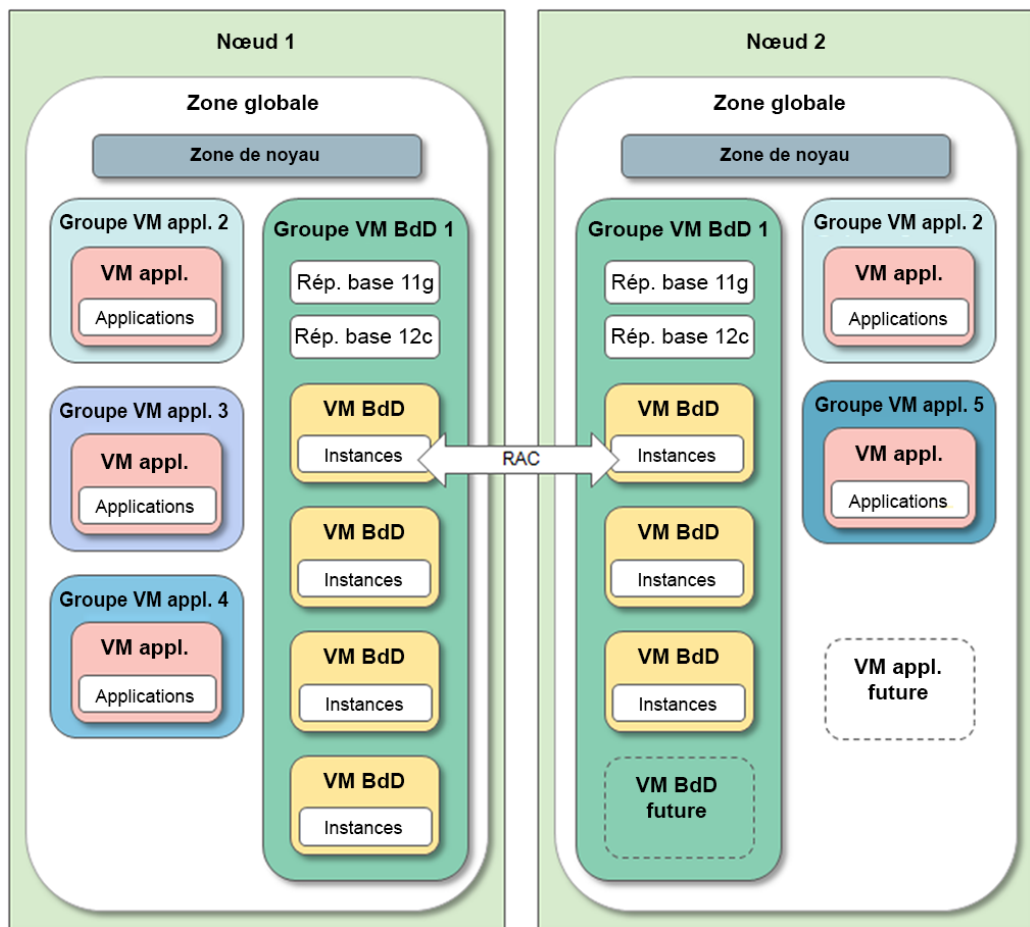 Nœud 1
Zone globale
Zone de noyau
Groupe VM appl. 2
VM appl.
Applications
Groupe VM appl. 3
VM appl.
Applications
Groupe VM appl. 4
VM appl.
Applications
Groupe VM BdD 1
Rép. base 11g
Rép. base 12c
VM BdD
Instances
VM BdD
Instances
VM BdD
Instances
VM BdD
Instances
RAC
Nœud 2
Zone globale
Zone de noyau
Groupe VM BdD 1
Rép. base 11g
Rép. base 12c
VM BdD
Instances
VM BdD
Instances
VM BdD
Instances
VM BdD
future
Groupe VM appl. 2
VM appl.
Applications
Groupe VM appl. 5
VM appl.
Applications
VM appl.
future